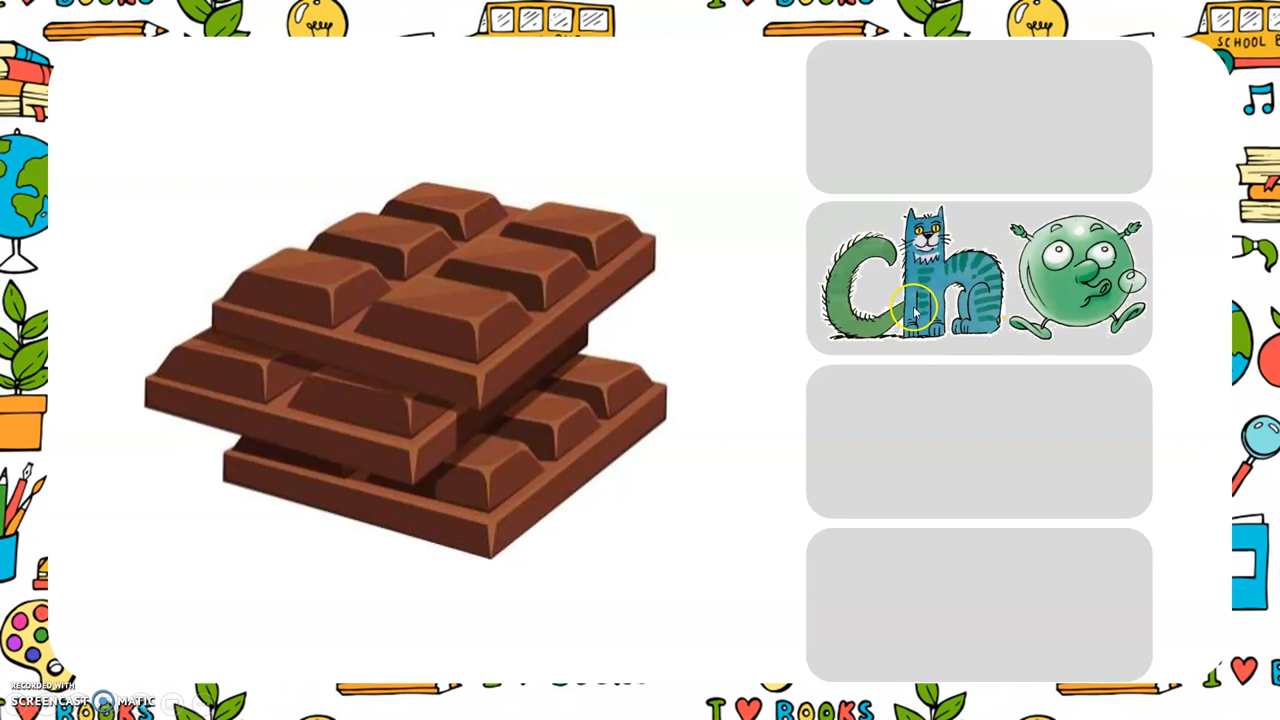 SCHOOL B
cho
RECORDED WITH
SCREENCAST MATIC
I ♥ BOOKS